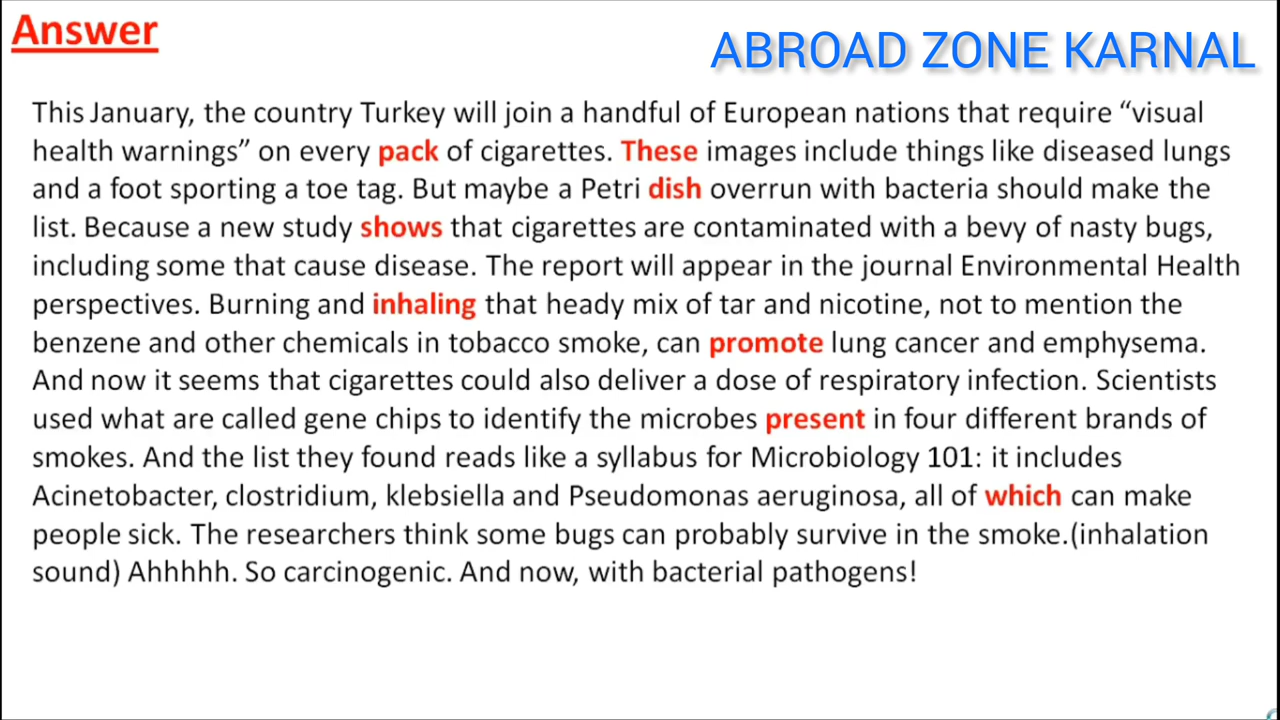 Answer
ABROAD ZONE KARNAL
This January, the country Turkey will join a handful of European nations that require “visual
health warnings” on every pack of cigarettes. These images include things like diseased lungs
and a foot sporting a toe tag. But maybe a Petri dish overrun with bacteria should make the
list. Because a new study shows that cigarettes are contaminated with a bevy of nasty bugs,
including some that cause disease. The report will appear in the journal Environmental Health
perspectives. Burning and inhaling that heady mix of tar and nicotine, not to mention the
benzene and other chemicals in tobacco smoke, can promote lung cancer and emphysema.
And now it seems that cigarettes could also deliver a dose of respiratory infection. Scientists
used what are called gene chips to identify the microbes present in four different brands of
smokes. And the list they found reads like a syllabus for Microbiology 101: it includes
Acinetobacter, clostridium, klebsiella and Pseudomonas aeruginosa, all of which can make
people sick. The researchers think some bugs can probably survive in the smoke.(inhalation
sound) Ahhhhh. So carcinogenic. And now, with bacterial pathogens!